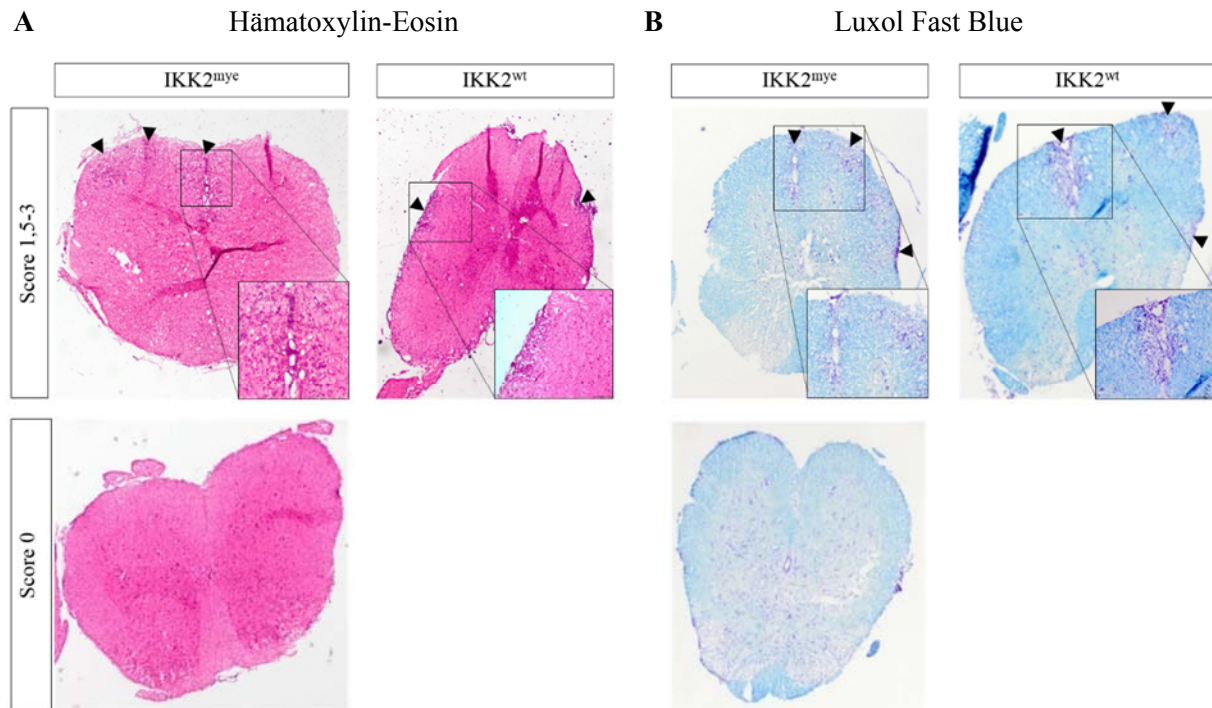 A Hämatoxylin-Eosin
B Luxol Fast Blue
IKK2mye
IKK2wt
IKK2mye
IKK2wt
Score 1,5-3
Score 0